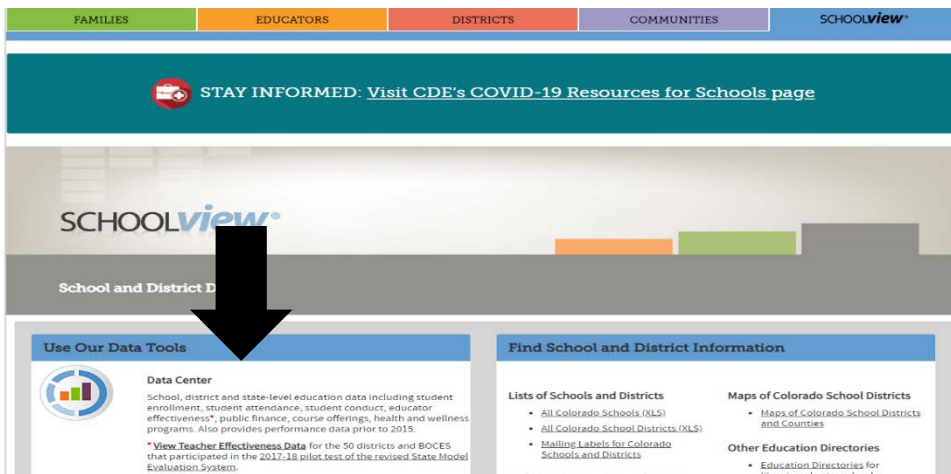 FAMILIES
EDUCATORS
DISTRICTS
COMMUNITIES
SCHOOLVIEW®
STAY INFORMED: Visit CDE's COVID-19 Resources for Schools page
SCHOOLVIEW®
School and District D
Use Our Data Tools
Data Center
School, district and state-level education data including student
enrollment, student attendance, student conduct, educator
effectiveness*, public finance, course offerings, health and wellness
programs. Also provides performance data prior to 2015.
* View Teacher Effectiveness Data for the 50 districts and BOCES
that participated in the 2017-18 pilot test of the revised State Model
Evaluation System.
Find School and District Information
Lists of Schools and Districts
• All Colorado Schools (XLS)
• All Colorado School Districts (XLS)
• Mailing Labels for Colorado
Schools and Districts
Maps of Colorado School Districts
• Maps of Colorado School Districts
and Counties
Other Education Directories
• Education Directories for